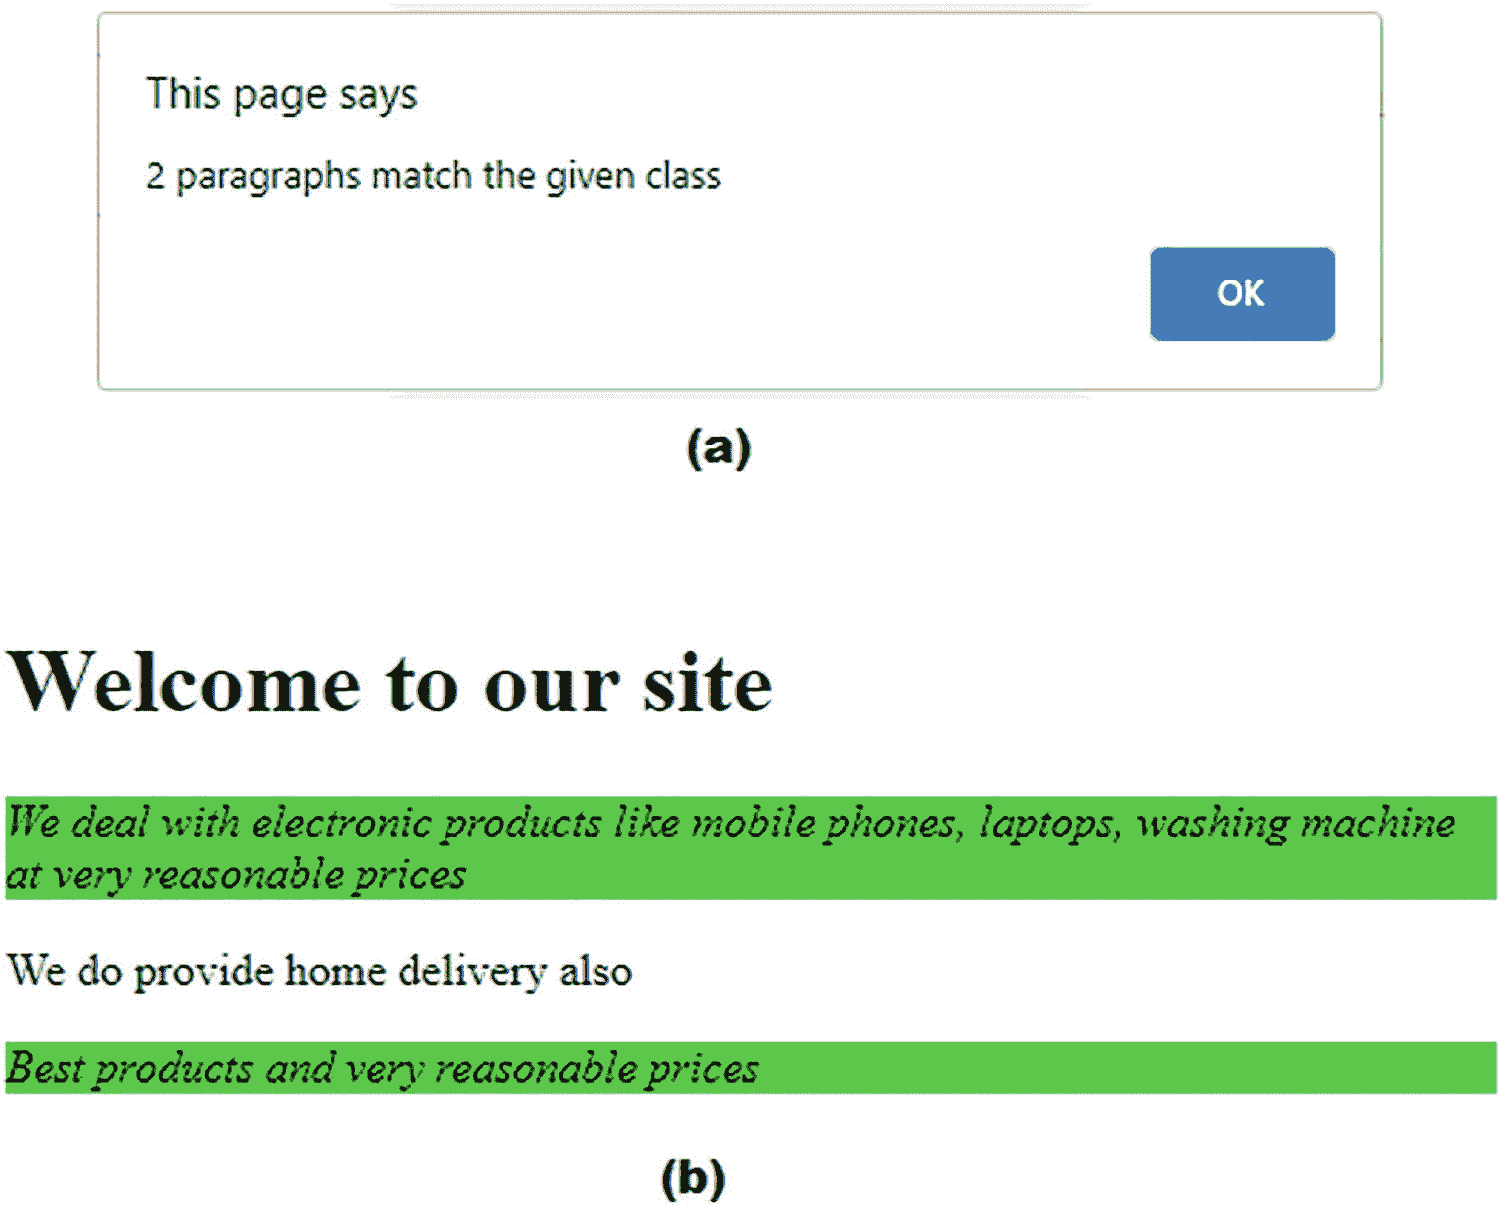 This page says
2 paragraphs match the given class
OK
(a)
Welcome to our site
We deal with electronic products like mobile phones, laptops, washing machine
at very reasonable prices
We do provide home delivery also
Best products and very reasonable prices
(b)